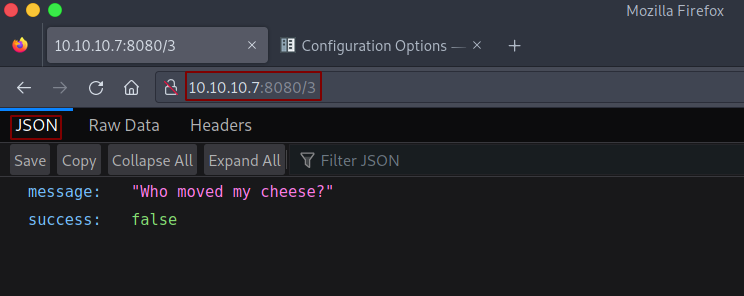 Mozilla Firefox
10.10.10.7:8080/3
Configuration Options —
10.10.10.7:8080/3
JSON Raw Data Headers
Save Copy Collapse All Expand All Filter JSON
message: "Who moved my cheese?"
success: false